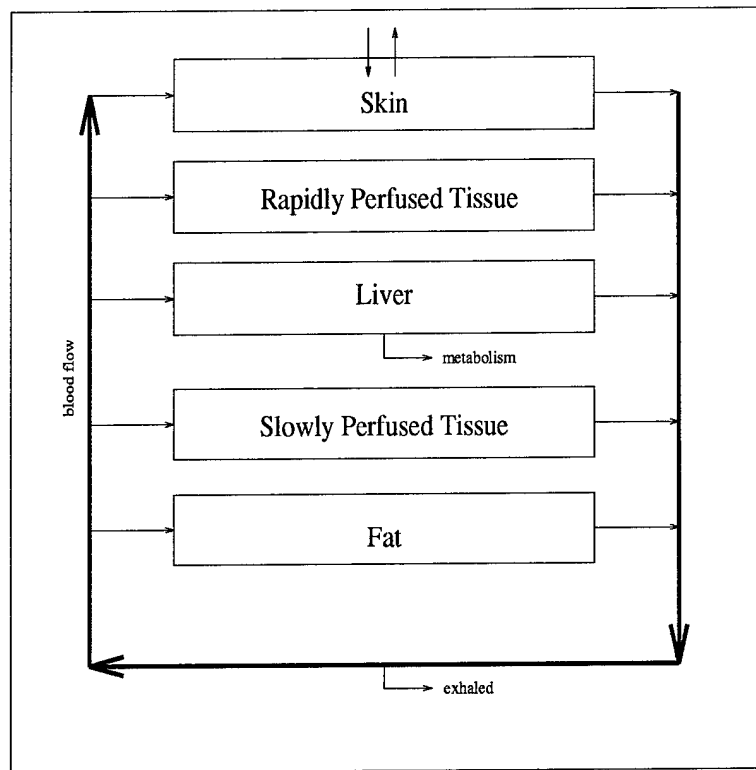 Skin
Rapidly Perfused Tissue
Liver
metabolism
blood flow
Slowly Perfused Tissue
Fat
exhaled